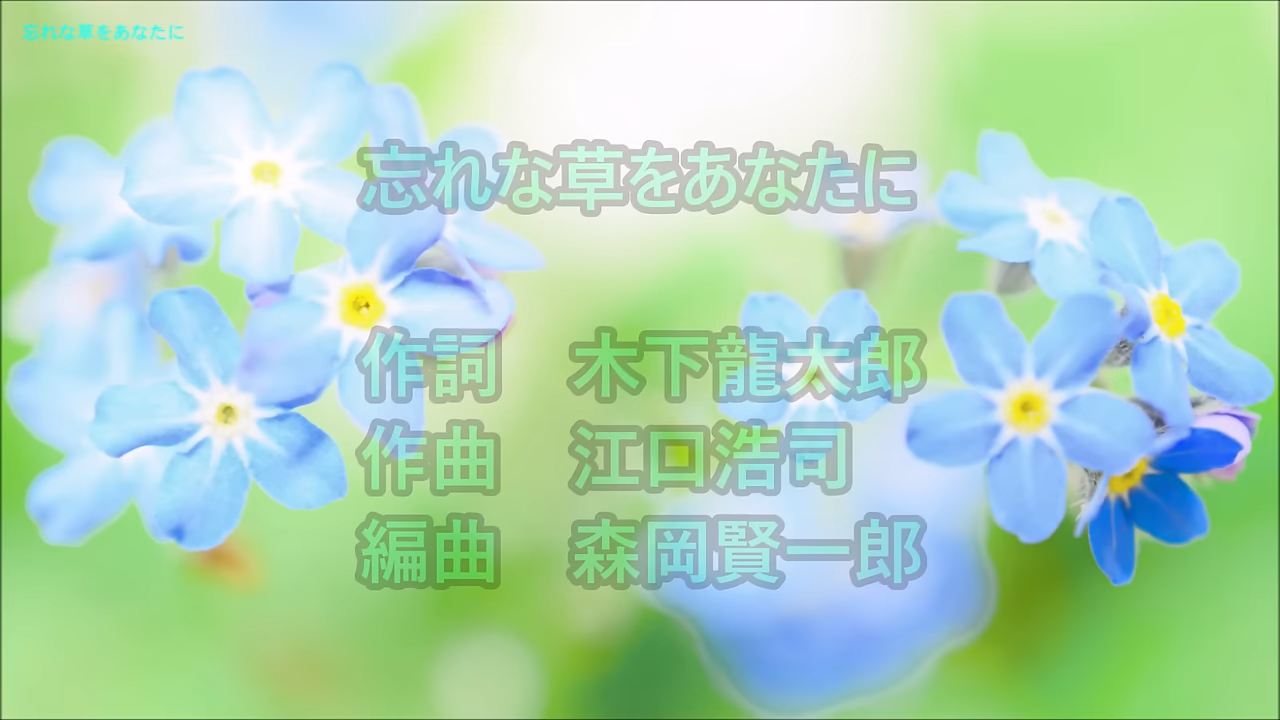 忘れな草をあなたに
忘れな草をあなたに
作詞　木下龍太郎
作曲　江口浩司
編曲　森岡賢一郎